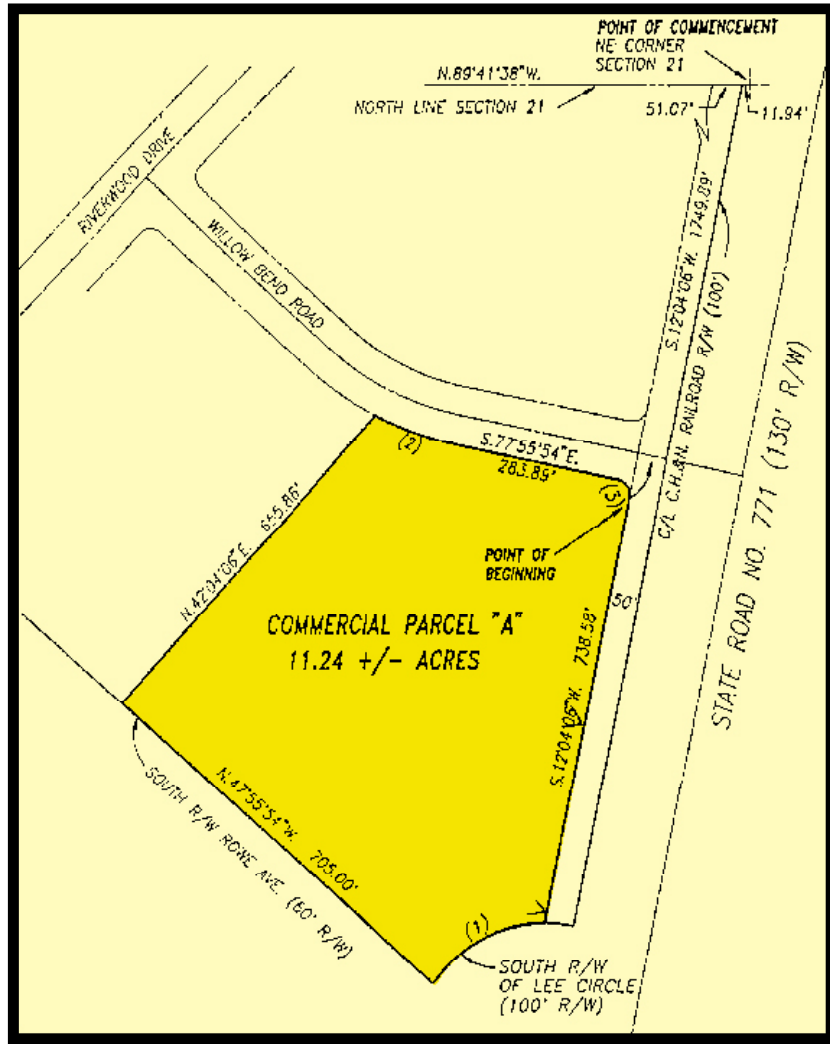 POINT OF COMMENCEMENT
NE CORNER
SECTION 21
N.89°41'38"W.
NORTH LINE SECTION 21
51.07'
11.94'
RIVERWOOD DRIVE
WILLOW BEND ROAD
S.12°04'06"W. 1749.89'
C/L C.H.&N. RAILROAD R/W (100')
STATE ROAD NO. 771 (130' R/W)
(2)
S.77°55'54"E.
283.89'
(3)
POINT OF
BEGINNING
50'
N.42°04'06"E.
COMMERCIAL PARCEL "A"
11.24 +/- ACRES
S.12°04'06"W. 738.58'
N.47°55'54"W. 705.00'
SOUTH R/W ROWE AVE. (60' R/W)
(1)
SOUTH R/W
OF LEE CIRCLE
(100' R/W)